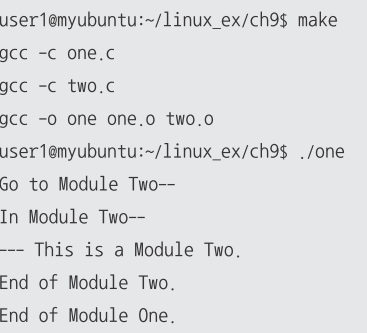 user1@myubuntu:~/linux_ex/ch9$ make
gcc -c one.c
gcc -c two.c
gcc -o one one.o two.o
user1@myubuntu:~/linux_ex/ch9$ ./one
Go to Module Two--
In Module Two--
--- This is a Module Two.
End of Module Two.
End of Module One.